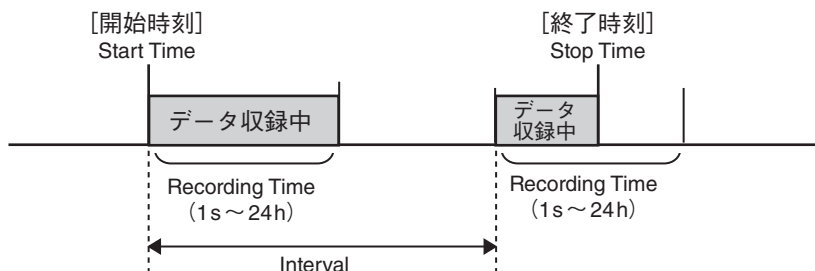 [開始時刻]
Start Time
[終了時刻]
Stop Time
データ収録中
データ
収録中
Recording Time
(1s～24h)
Recording Time
(1s～24h)
Interval